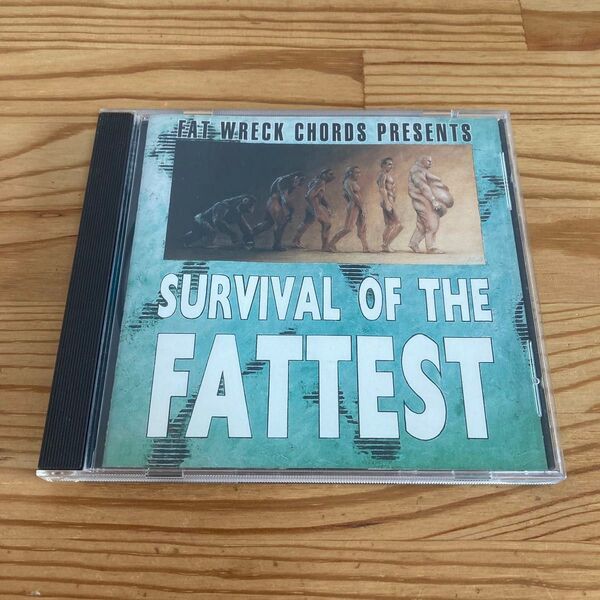 FAT WRECK CHORDS PRESENTS
SURVIVAL OF THE
FATTEST